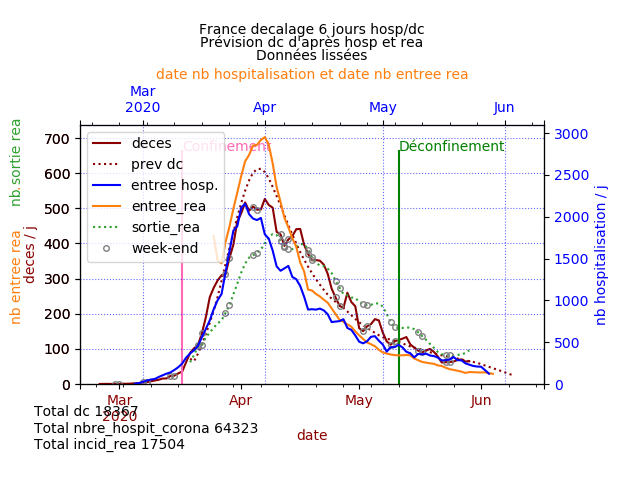 France decalage 6 jours hosp/dc
Prévision dc d'après hosp et rea
Données lissées
date nb hospitalisation et date nb entree rea
Mar
2020
Apr
May
Jun
700
600
500
400
300
200
100
0
3000
2500
2000
1500
1000
500
0
nb sortie rea
nb entree rea
deces / j
nb hospitalisation / j
deces
prev dc
entree hosp.
entree_rea
sortie_rea
week-end
Confinement
Déconfinement
Mar
2020
Apr
May
Jun
date
Total dc 18367
Total nbre_hospit_corona 64323
Total incid_rea 17504